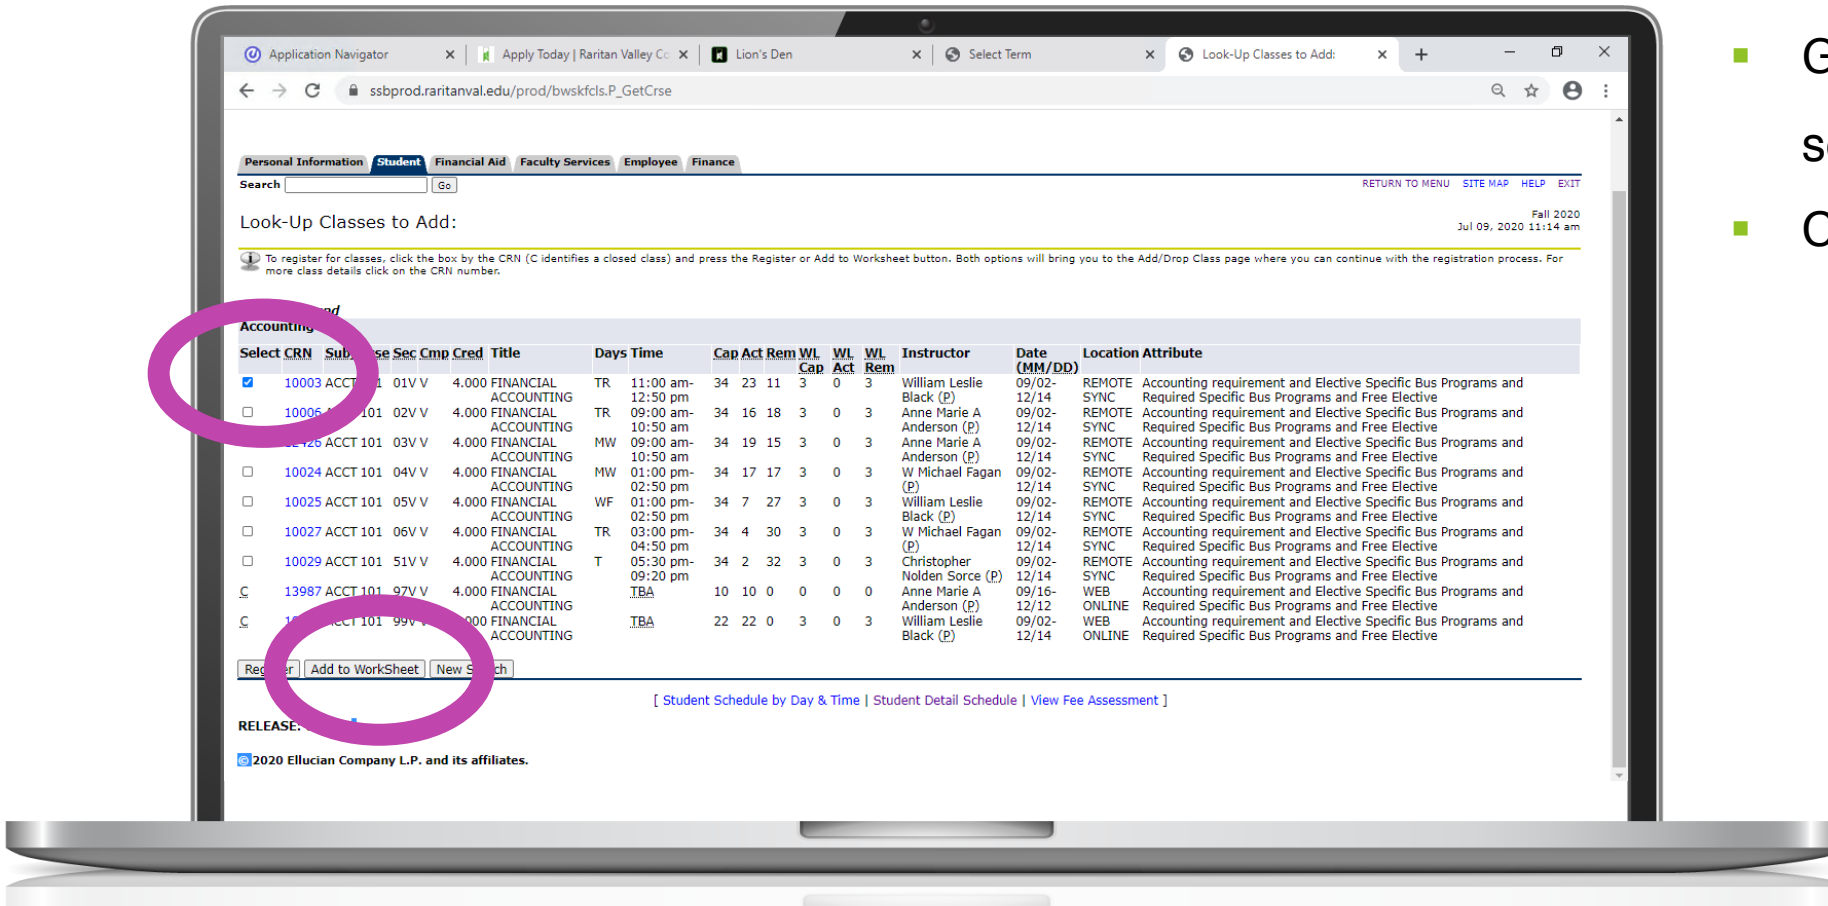 Application Navigator
Apply Today | Raritan Valley Co
Lion's Den
Select Term
Look-Up Classes to Add:
ssbprod.raritanval.edu/prod/bwskfcls.P_GetCrse
Personal Information Student Financial Aid Faculty Services Employee Finance
Search Go
RETURN TO MENU SITE MAP HELP EXIT
Look-Up Classes to Add:
Fall 2020
Jul 09, 2020 11:14 am
To register for classes, click the box by the CRN (C identifies a closed class) and press the Register or Add to Worksheet button. Both options will bring you to the Add/Drop Class page where you can continue with the registration process. For
more class details click on the CRN number.
Accounting
Select CRN Sec Cmp Cred Title Days Time Cap Act Rem WL WL WL Instructor Date Location Attribute
Cap Act Rem (MM/DD)
10003 ACCT 01V V 4.000 FINANCIAL TR 11:00 am- 34 23 11 3 0 3 William Leslie 09/02- REMOTE Accounting requirement and Elective Specific Bus Programs and
ACCOUNTING 12:50 pm Black (P) 12/14 SYNC Required Specific Bus Programs and Free Elective
10006 101 02V V 4.000 FINANCIAL TR 09:00 am- 34 16 18 3 0 3 Anne Marie A 09/02- REMOTE Accounting requirement and Elective Specific Bus Programs and
ACCOUNTING 10:50 am Anderson (P) 12/14 SYNC Required Specific Bus Programs and Free Elective
ACCT 101 03V V 4.000 FINANCIAL MW 09:00 am- 34 19 15 3 0 3 Anne Marie A 09/02- REMOTE Accounting requirement and Elective Specific Bus Programs and
ACCOUNTING 10:50 am Anderson (P) 12/14 SYNC Required Specific Bus Programs and Free Elective
10024 ACCT 101 04V V 4.000 FINANCIAL MW 01:00 pm- 34 17 17 3 0 3 W Michael Fagan 09/02- REMOTE Accounting requirement and Elective Specific Bus Programs and
ACCOUNTING 02:50 pm (P) 12/14 SYNC Required Specific Bus Programs and Free Elective
10025 ACCT 101 05V V 4.000 FINANCIAL WF 01:00 pm- 34 7 27 3 0 3 William Leslie 09/02- REMOTE Accounting requirement and Elective Specific Bus Programs and
ACCOUNTING 02:50 pm Black (P) 12/14 SYNC Required Specific Bus Programs and Free Elective
10027 ACCT 101 06V V 4.000 FINANCIAL TR 03:00 pm- 34 4 30 3 0 3 W Michael Fagan 09/02- REMOTE Accounting requirement and Elective Specific Bus Programs and
ACCOUNTING 04:50 pm (P) 12/14 SYNC Required Specific Bus Programs and Free Elective
10029 ACCT 101 51V V 4.000 FINANCIAL T 05:30 pm- 34 2 32 3 0 3 Christopher 09/02- REMOTE Accounting requirement and Elective Specific Bus Programs and
ACCOUNTING 09:20 pm Nolden Sorce (P) 12/14 SYNC Required Specific Bus Programs and Free Elective
C 13987 ACCT 101 97V V 4.000 FINANCIAL TBA 10 10 0 0 0 0 Anne Marie A 09/16- WEB Accounting requirement and Elective Specific Bus Programs and
ACCOUNTING Anderson (P) 12/12 ONLINE Required Specific Bus Programs and Free Elective
C ACCT 101 99V FINANCIAL TBA 22 22 0 3 0 3 William Leslie 09/02- WEB Accounting requirement and Elective Specific Bus Programs and
ACCOUNTING Black (P) 12/14 ONLINE Required Specific Bus Programs and Free Elective
Add to WorkSheet New
[ Student Schedule by Day & Time | Student Detail Schedule | View Fee Assessment ]
RELEASE:
© 2020 Ellucian Company L.P. and its affiliates.